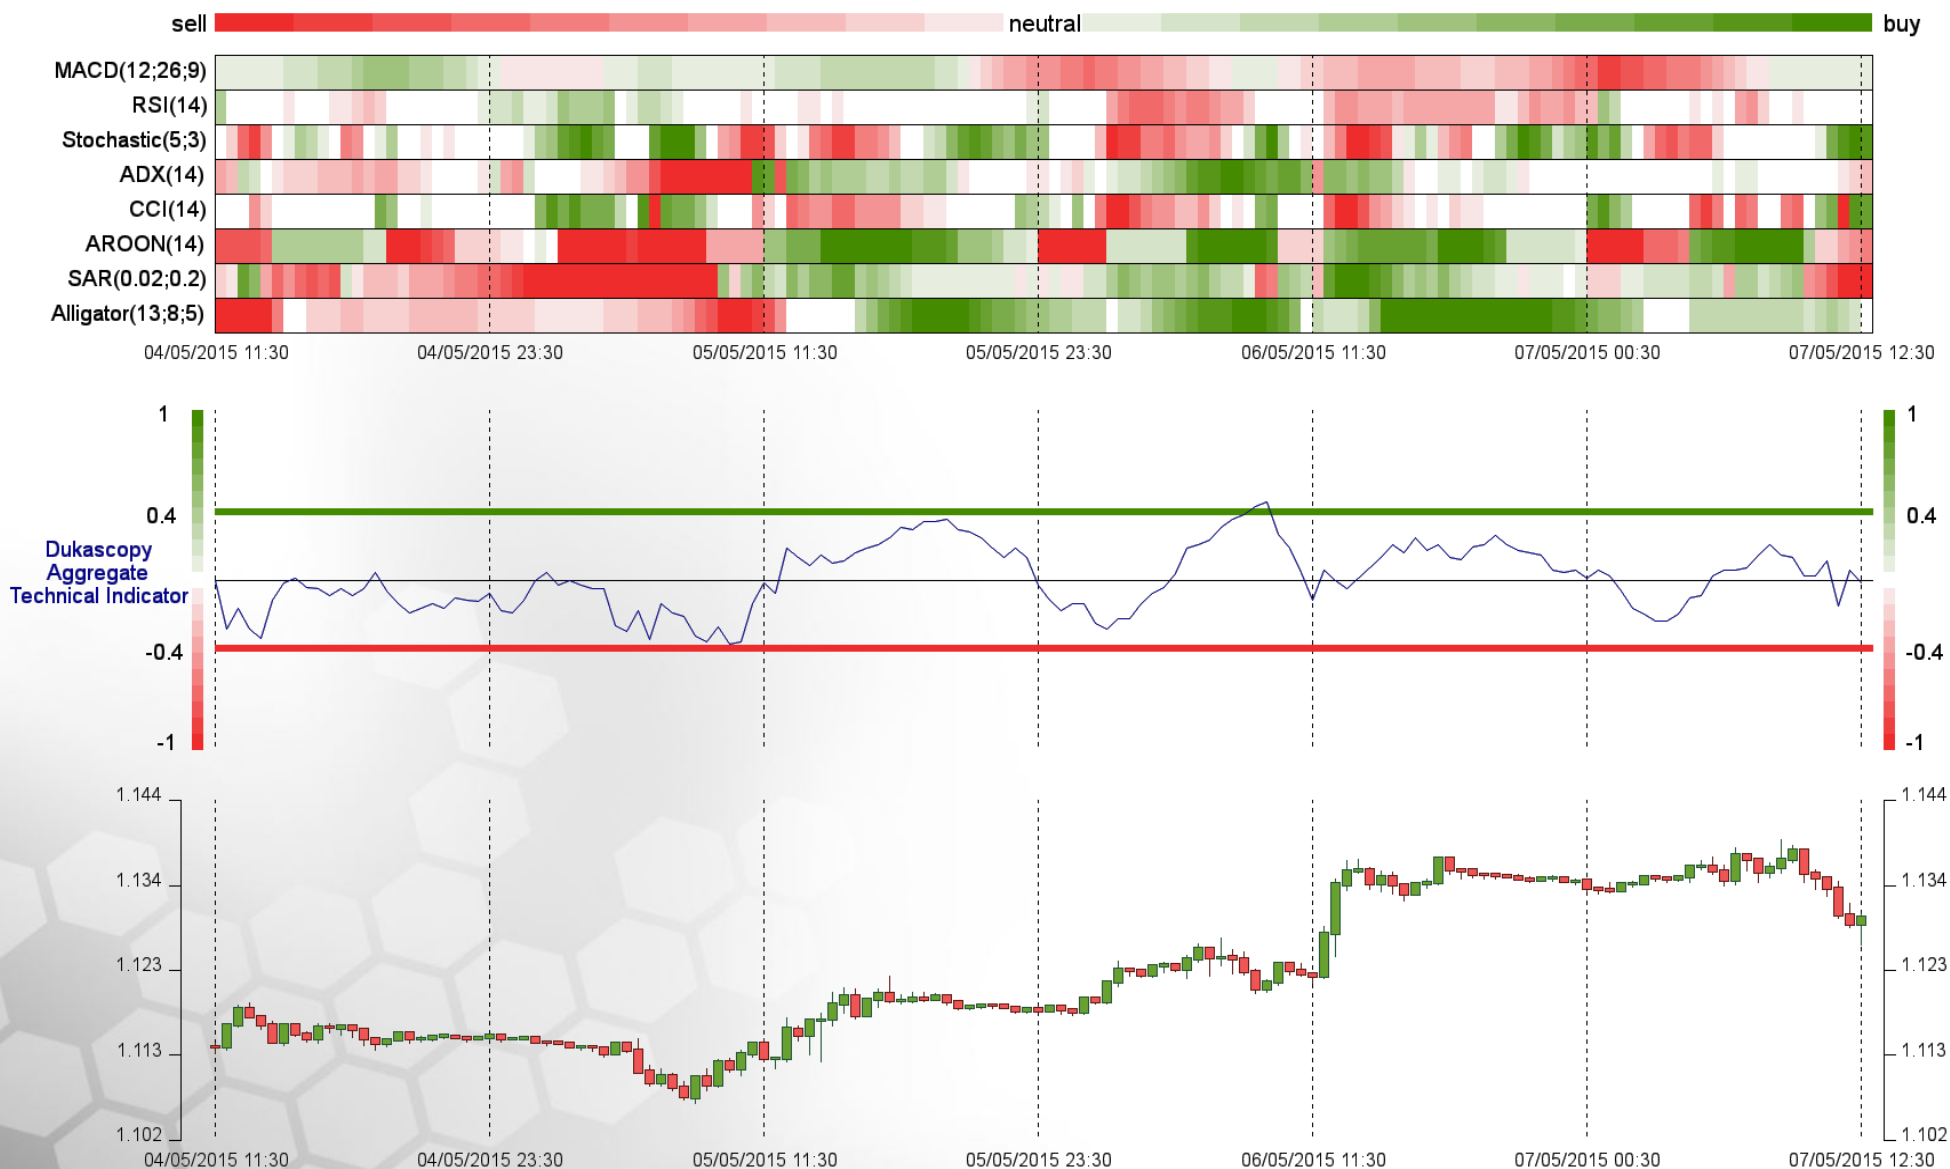 sell neutral buy
MACD(12;26;9)
RSI(14)
Stochastic(5;3)
ADX(14)
CCI(14)
AROON(14)
SAR(0.02;0.2)
Alligator(13;8;5)
04/05/2015 11:30 04/05/2015 23:30 05/05/2015 11:30 05/05/2015 23:30 06/05/2015 11:30 07/05/2015 00:30 07/05/2015 12:30
1 1
0.4 0.4
Dukascopy
Aggregate
Technical Indicator
-0.4 -0.4
-1 -1
1.144 1.144
1.134 1.134
1.123 1.123
1.113 1.113
1.102 1.102
04/05/2015 11:30 04/05/2015 23:30 05/05/2015 11:30 05/05/2015 23:30 06/05/2015 11:30 07/05/2015 00:30 07/05/2015 12:30